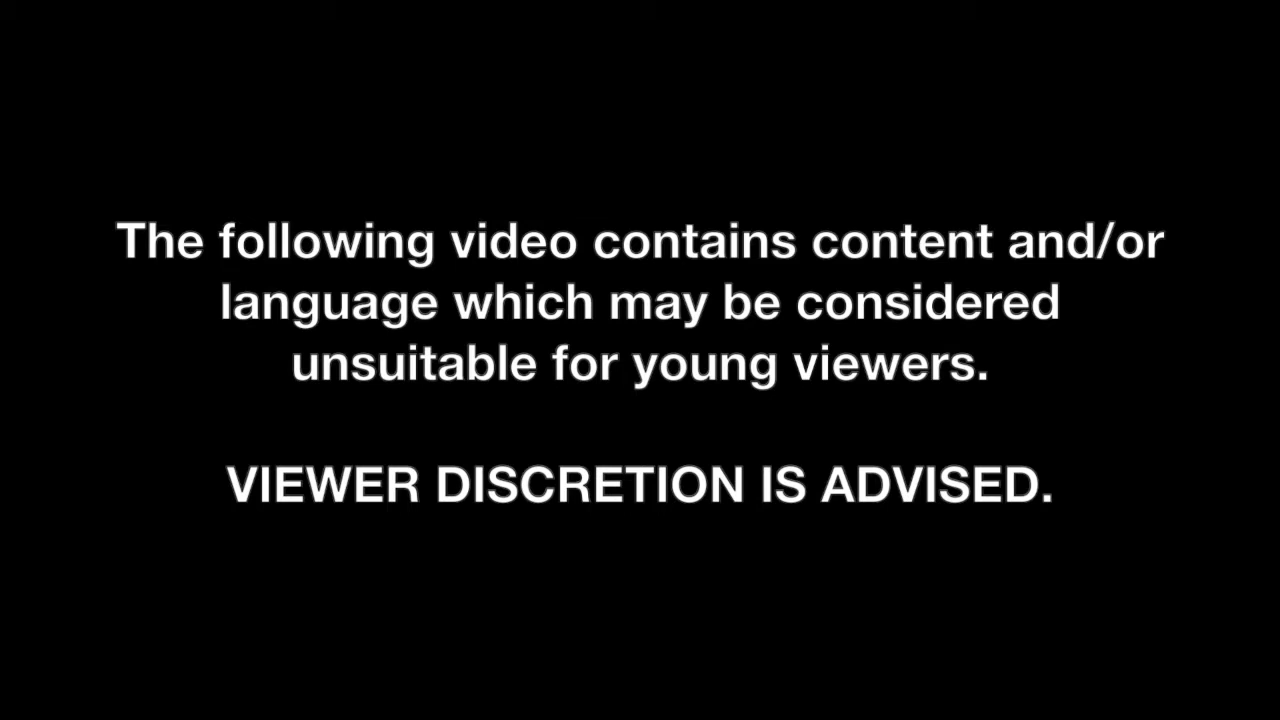 The following video contains content and/or
language which may be considered
unsuitable for young viewers.
VIEWER DISCRETION IS ADVISED.